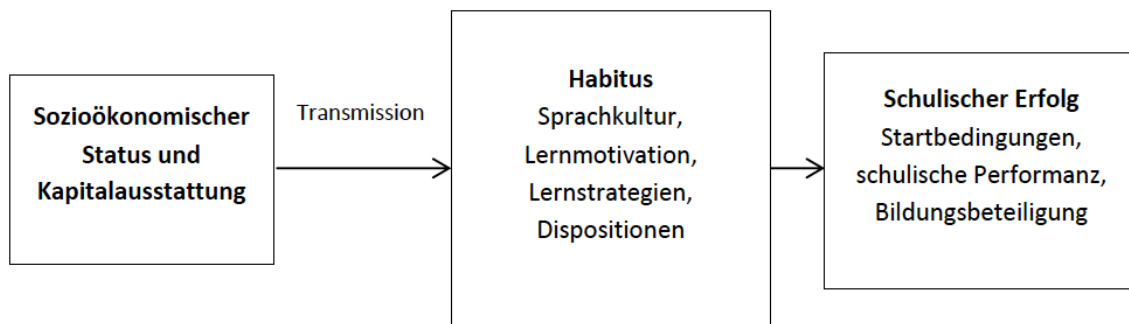 Sozioökonomischer
Status und
Kapitalausstattung
Transmission
Habitus
Sprachkultur,
Lernmotivation,
Lernstrategien,
Dispositionen
Schulischer Erfolg
Startbedingungen,
schulische Performanz,
Bildungsbeteiligung